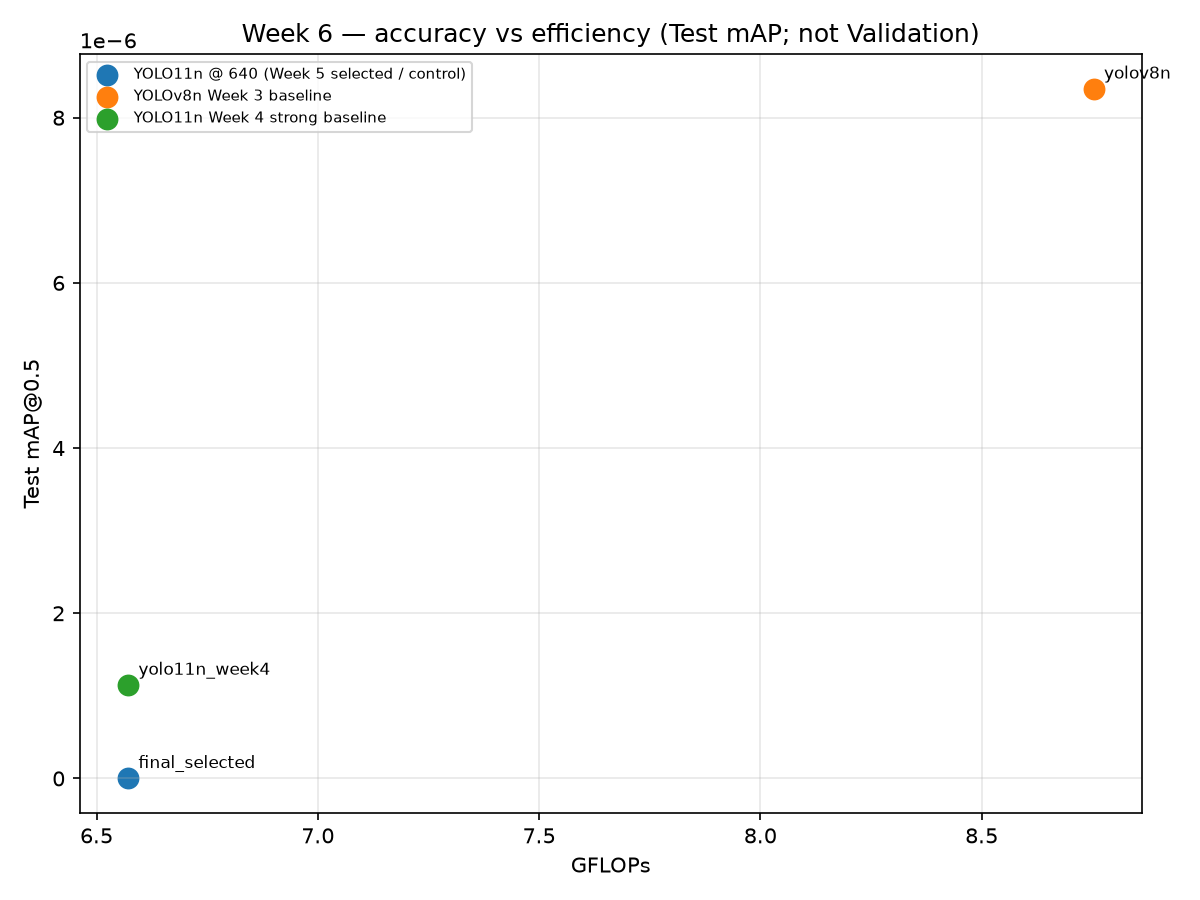 Week 6 — accuracy vs efficiency (Test mAP; not Validation)
1e−6
YOLO11n @ 640 (Week 5 selected / control)
YOLOv8n Week 3 baseline
YOLO11n Week 4 strong baseline
yolov8n
8
6
4
2
0
Test mAP@0.5
yolo11n_week4
final_selected
6.5 7.0 7.5 8.0 8.5
GFLOPs